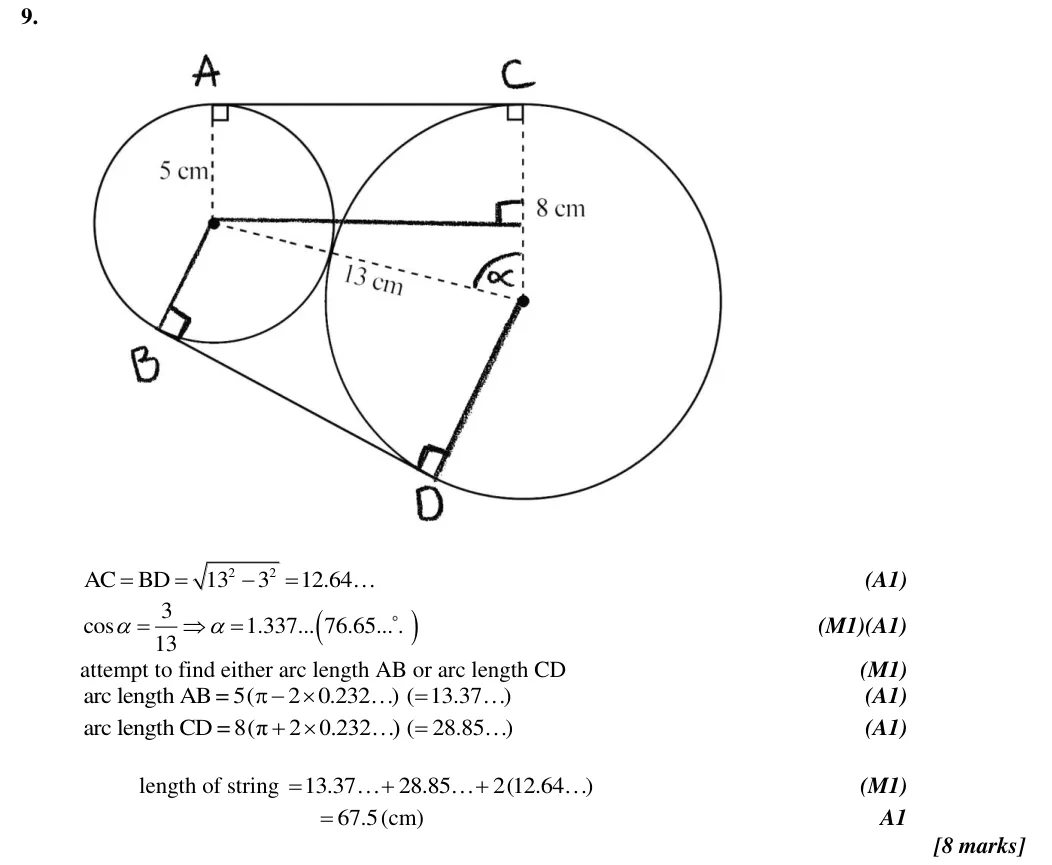 9.
A
C
5 cm
8 cm
13 cm
α
B
D
AC = BD = √(13² − 3²) = 12.64… (A1)
cos α = 3/13 ⇒ α = 1.337...(76.65...°. ) (M1)(A1)
attempt to find either arc length AB or arc length CD (M1)
arc length AB = 5(π − 2 × 0.232…) (= 13.37…) (A1)
arc length CD = 8(π + 2 × 0.232…) (= 28.85…) (A1)
length of string = 13.37… + 28.85… + 2(12.64…) (M1)
= 67.5 (cm) A1
[8 marks]